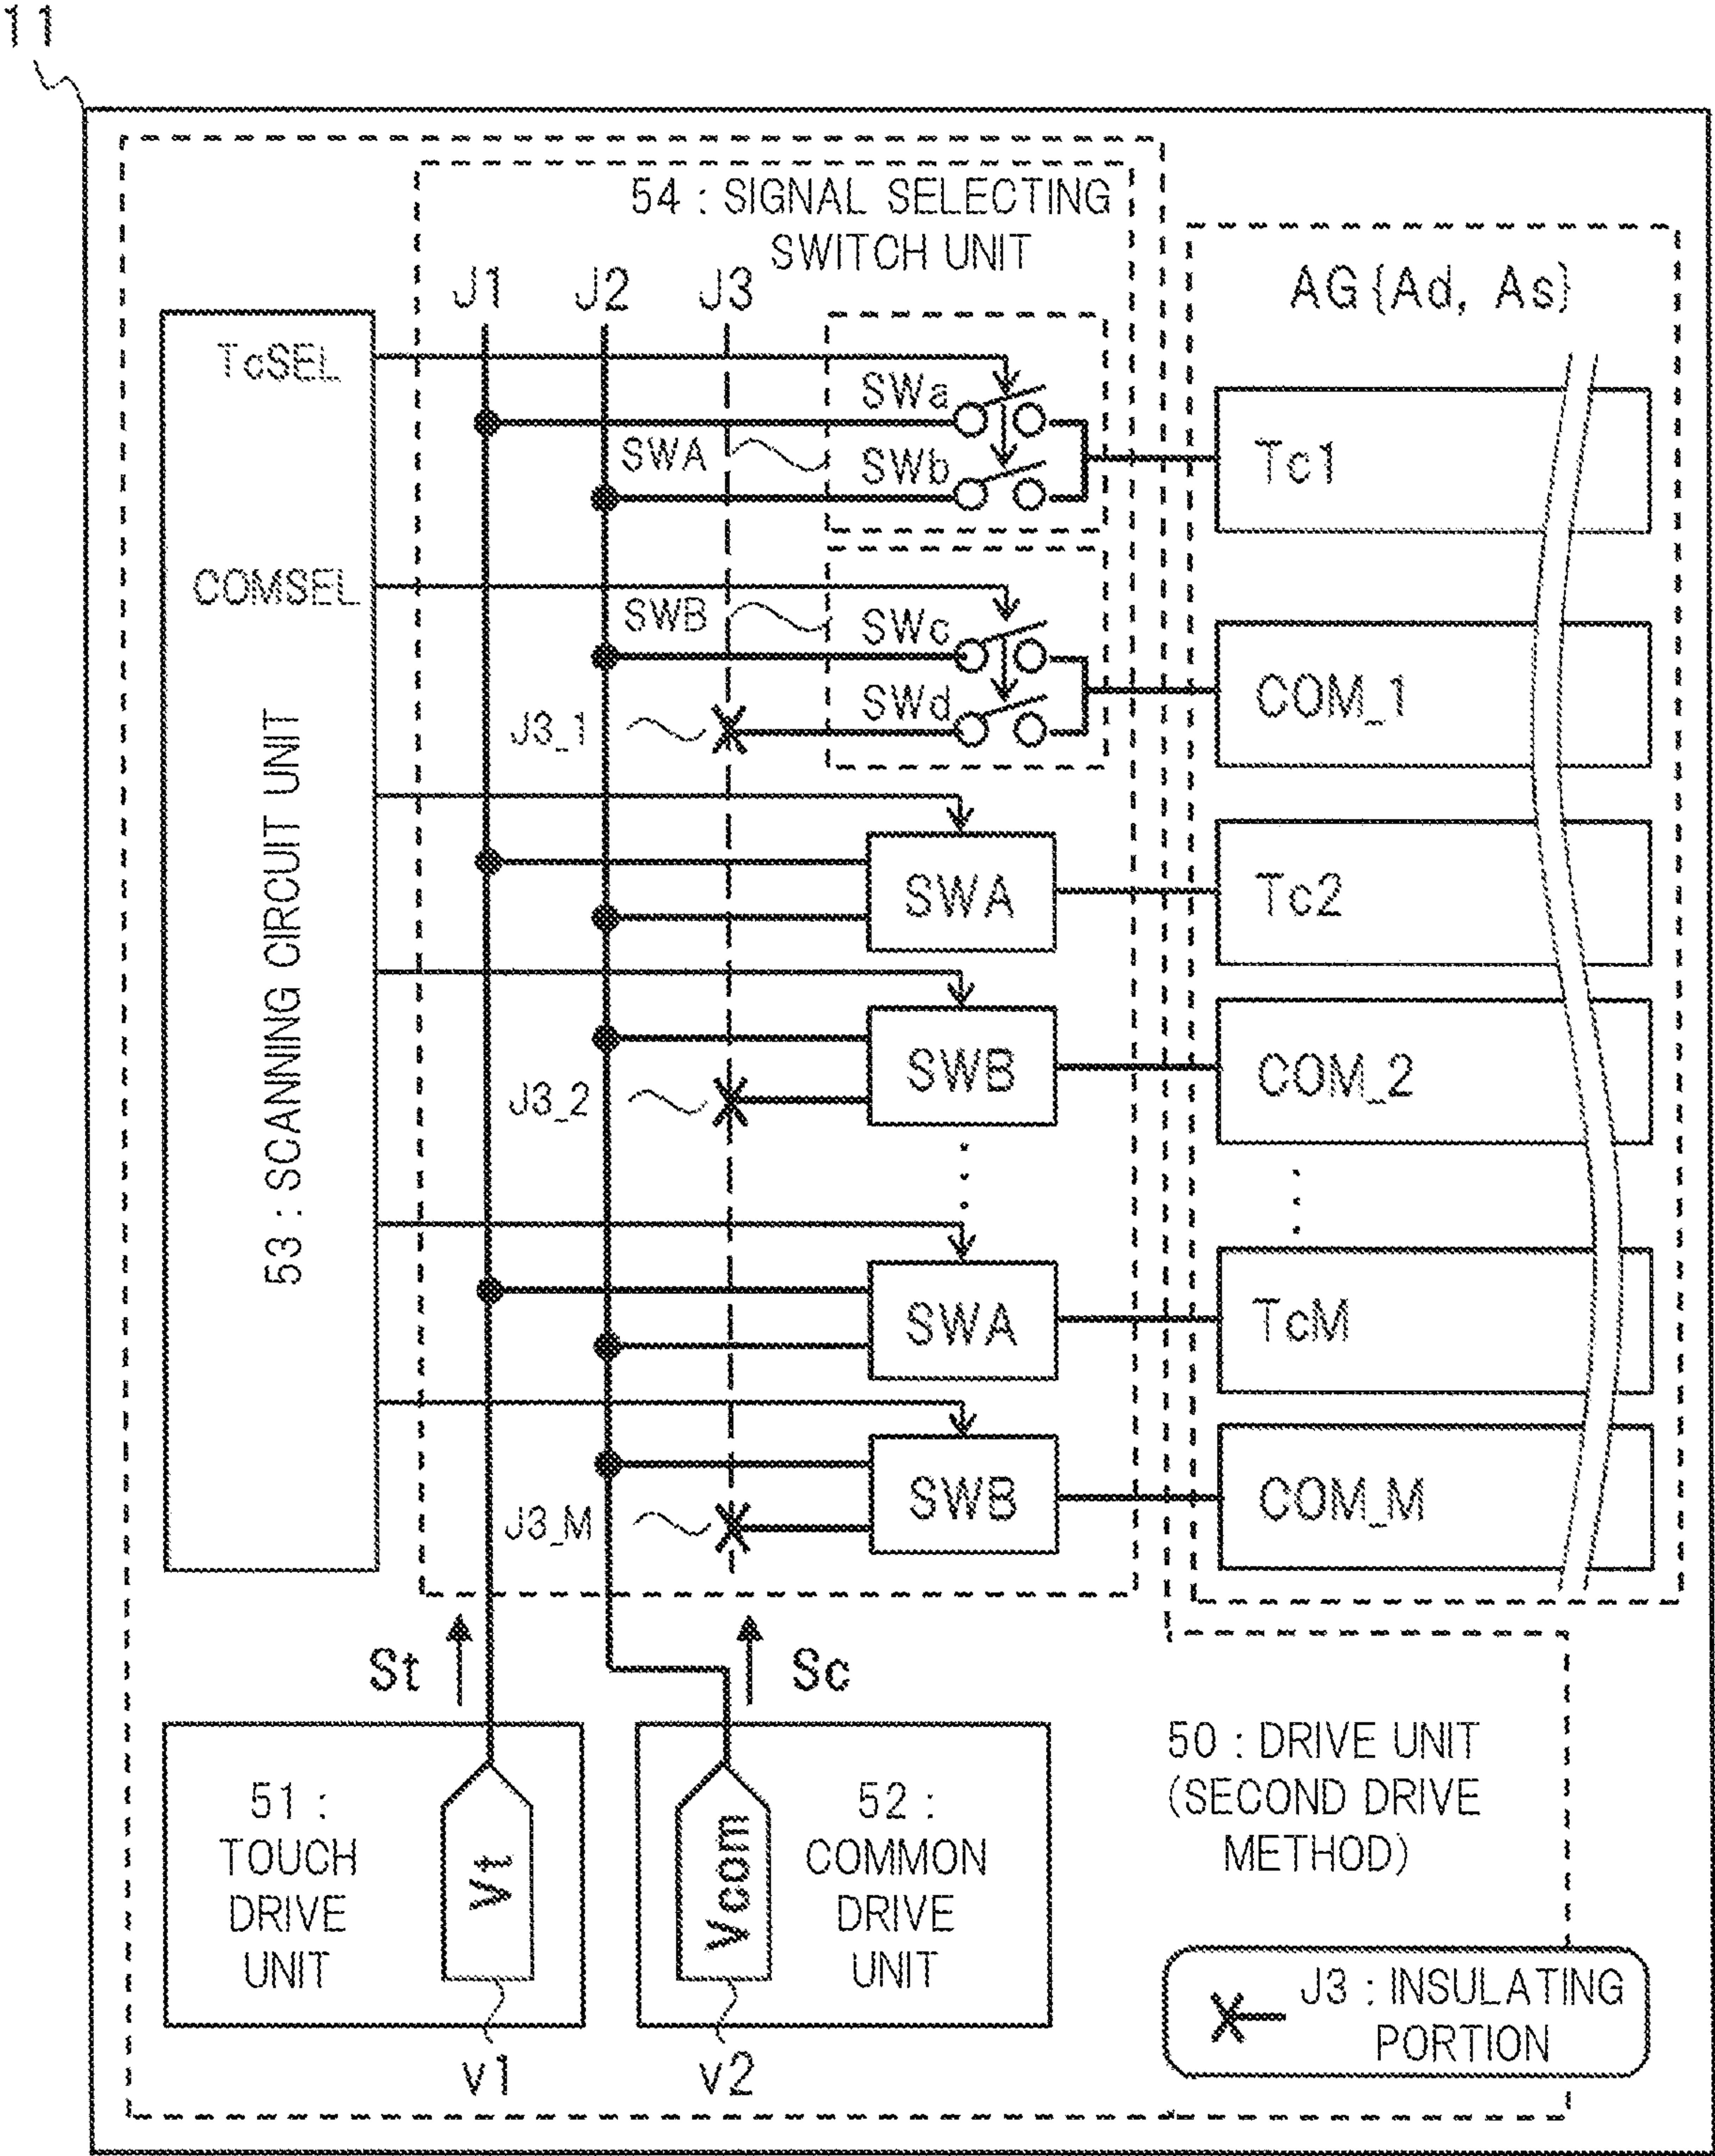 11
54 : SIGNAL SELECTING
SWITCH UNIT
J1
J2
J3
AG{Ad, As}
TcSEL
SWa
SWA
SWb
Tc1
COMSEL
SWB
SWc
SWd
J3_1
COM_1
53 : SCANNING CIRCUIT UNIT
SWA
Tc2
SWB
J3_2
COM_2
SWA
TcM
SWB
J3_M
COM_M
St
Sc
51 :
TOUCH
DRIVE
UNIT
Vt
Vcom
52 :
COMMON
DRIVE
UNIT
50 : DRIVE UNIT
(SECOND DRIVE
METHOD)
v1
v2
J3 : INSULATING
PORTION